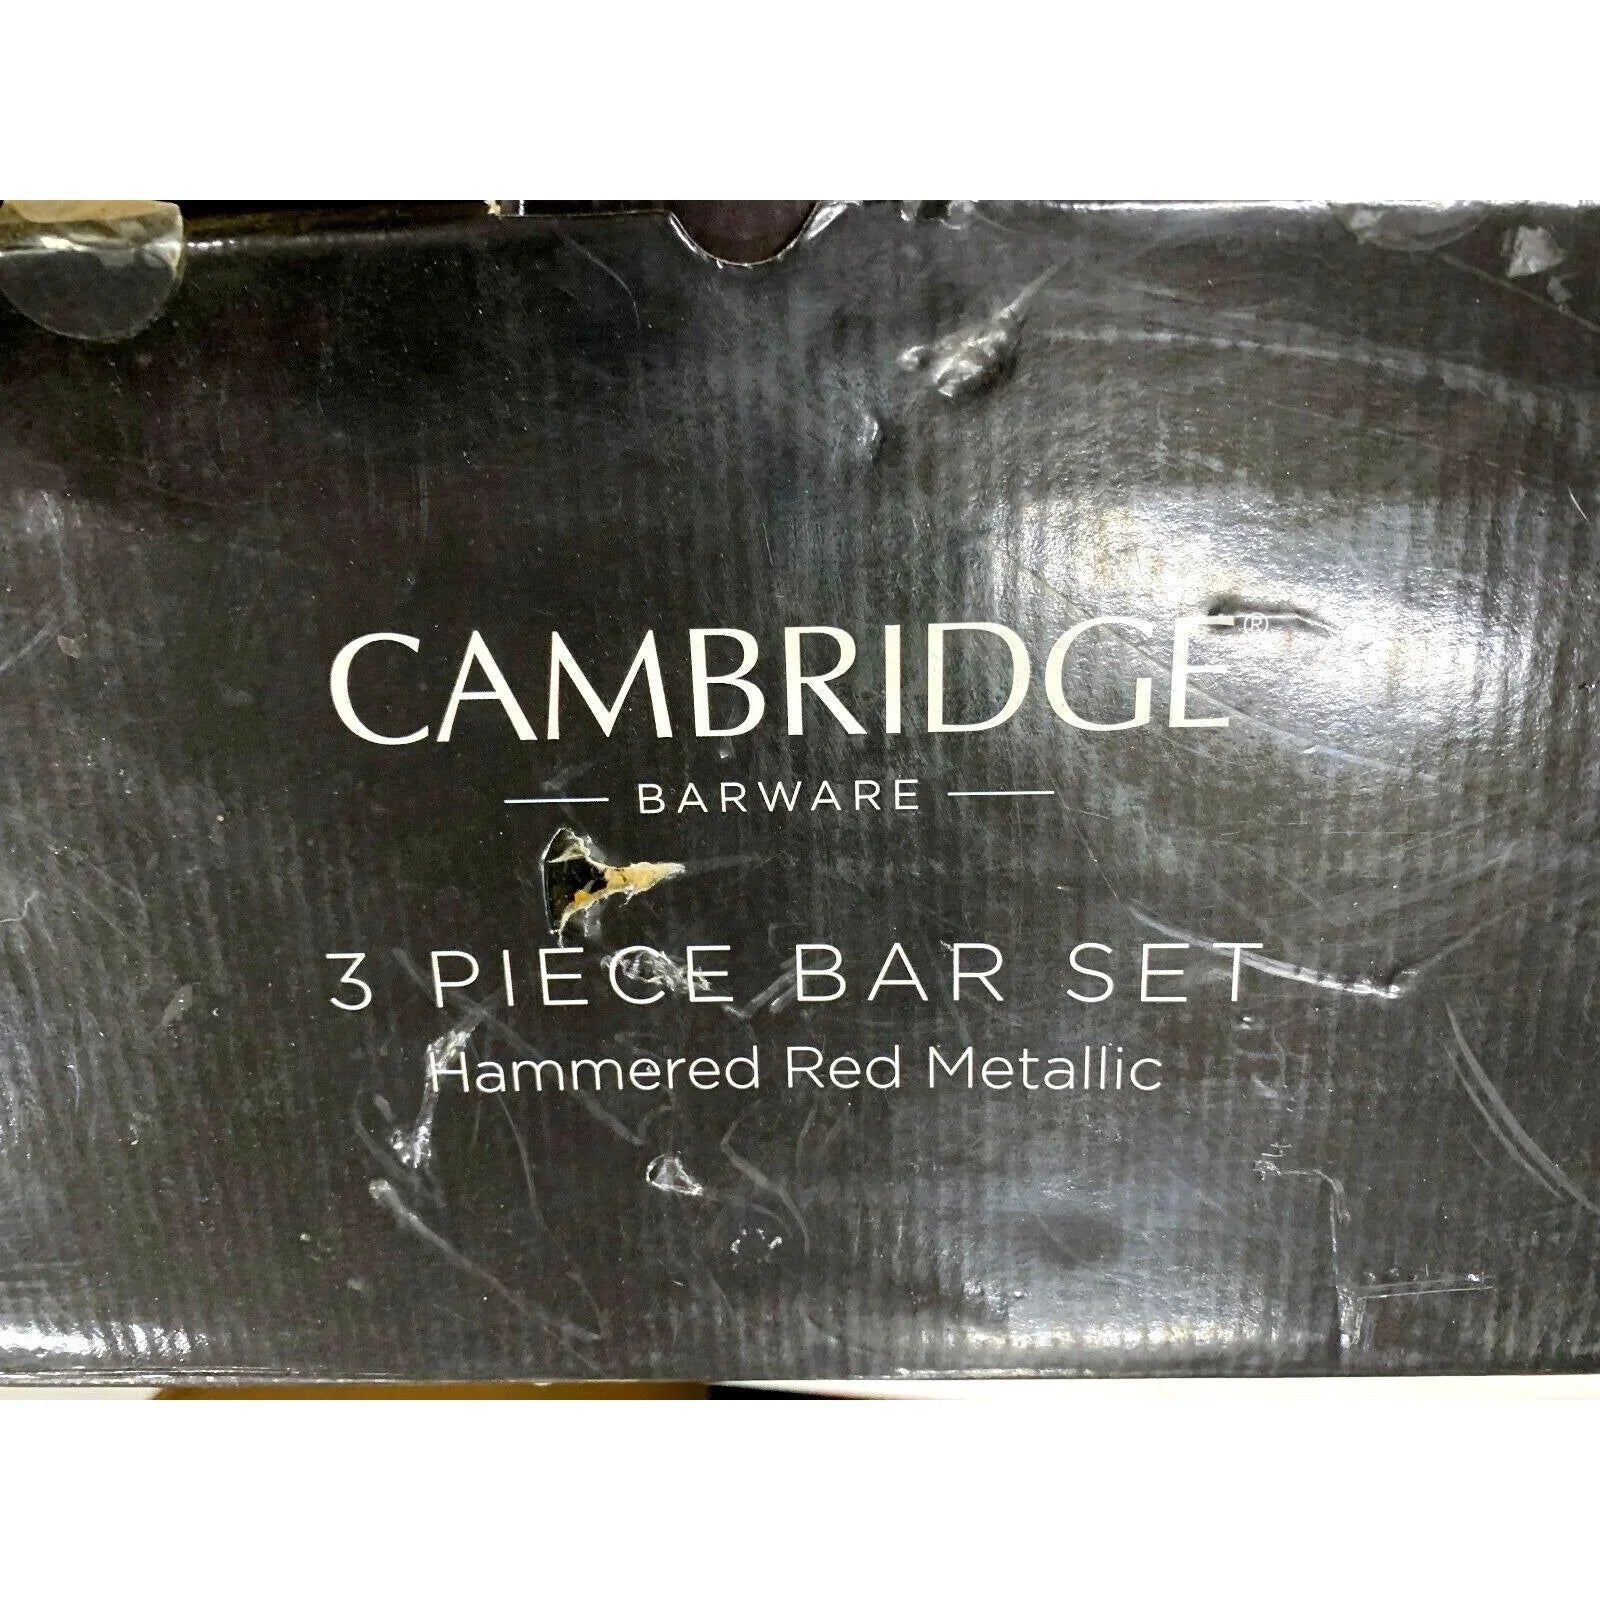 CAMBRIDGE®
BARWARE
3 PIECE BAR SET
Hammered Red Metallic